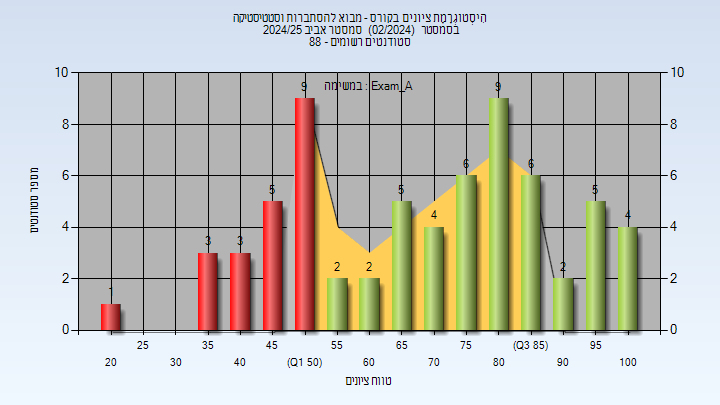 הִיסְטוֹגְרָמַת ציונים בקורס - מבוא להסתברות וסטטיסטיקה
בסמסטר (02/2024) סמסטר אביב 2024/25
סטודנטים רשומים - 88
במשימה : Exam_A
מספר סטודנטים
10 8 6 4 2 0
1 3 3 5 9 2 2 5 4 6 9 6 2 5 4
10 8 6 4 2 0
25 35 45 55 65 75 (Q3 85) 95
20 30 40 (Q1 50) 60 70 80 90 100
טווח ציונים